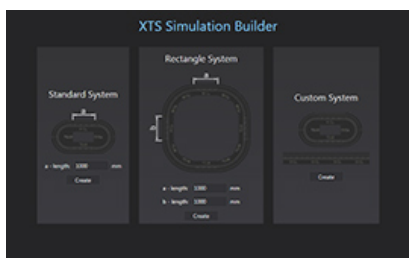 XTS Simulation Builder
Standard System
a
a - length: 1000 mm
Create
Rectangle System
a
b
a - length: 1000 mm
b - length: 1000 mm
Create
Custom System
Create